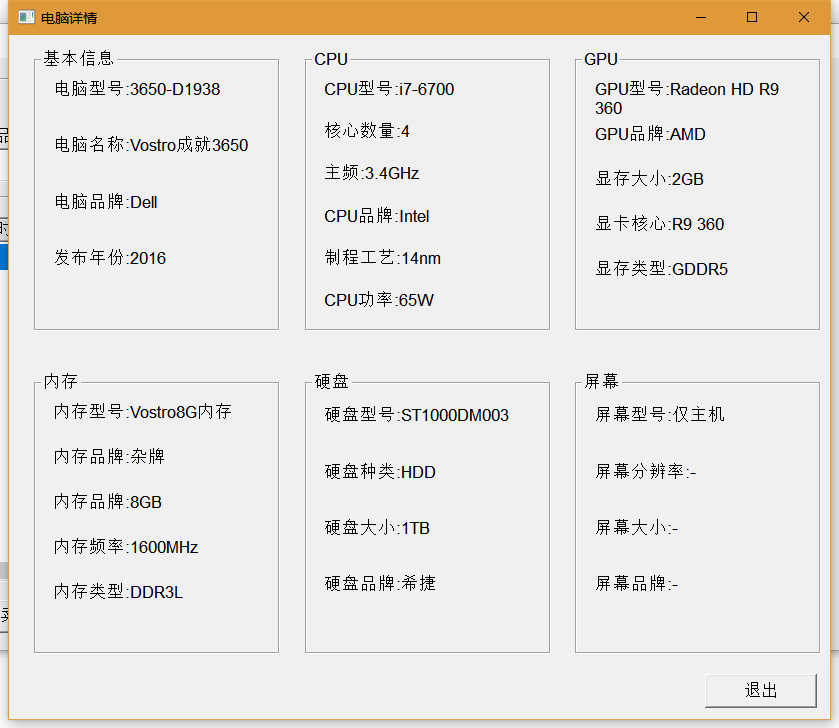 电脑详情
基本信息
电脑型号:3650-D1938
电脑名称:Vostro成就3650
电脑品牌:Dell
发布年份:2016
CPU
CPU型号:i7-6700
核心数量:4
主频:3.4GHz
CPU品牌:Intel
制程工艺:14nm
CPU功率:65W
GPU
GPU型号:Radeon HD R9
360
GPU品牌:AMD
显存大小:2GB
显卡核心:R9 360
显存类型:GDDR5
内存
内存型号:Vostro8G内存
内存品牌:杂牌
内存品牌:8GB
内存频率:1600MHz
内存类型:DDR3L
硬盘
硬盘型号:ST1000DM003
硬盘种类:HDD
硬盘大小:1TB
硬盘品牌:希捷
屏幕
屏幕型号:仅主机
屏幕分辨率:-
屏幕大小:-
屏幕品牌:-
退出